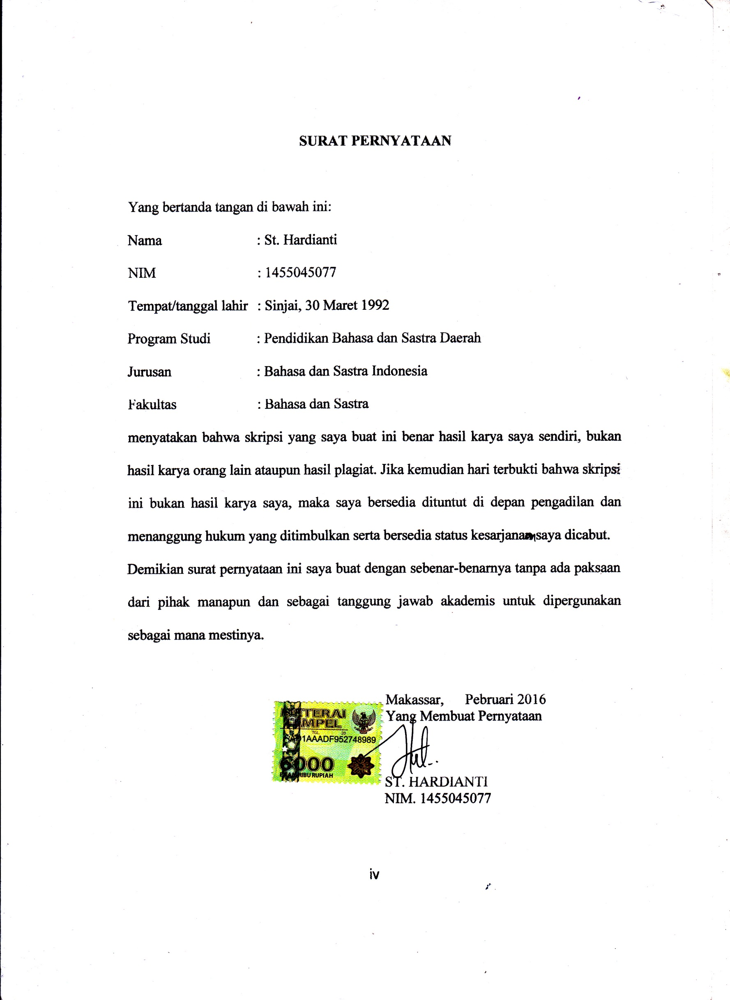 SURAT PERNYATAAN
Yang bertanda tangan di bawah ini:
Nama : St. Hardianti
NIM : 1455045077
Tempat/tanggal lahir : Sinjai, 30 Maret 1992
Program Studi : Pendidikan Bahasa dan Sastra Daerah
Jurusan : Bahasa dan Sastra Indonesia
Fakultas : Bahasa dan Sastra
menyatakan bahwa skripsi yang saya buat ini benar hasil karya saya sendiri, bukan
hasil karya orang lain ataupun hasil plagiat. Jika kemudian hari terbukti bahwa skripsi
ini bukan hasil karya saya, maka saya bersedia dituntut di depan pengadilan dan
menanggung hukum yang ditimbulkan serta bersedia status kesarjanaan saya dicabut.
Demikian surat pernyataan ini saya buat dengan sebenar-benarnya tanpa ada paksaan
dari pihak manapun dan sebagai tanggung jawab akademis untuk dipergunakan
sebagai mana mestinya.
Makassar, Pebruari 2016
Yang Membuat Pernyataan
METERAI
TEMPEL
TGL. 20
1AAADF952748989
6000
RIBU RUPIAH
ST. HARDIANTI
NIM. 1455045077
iv